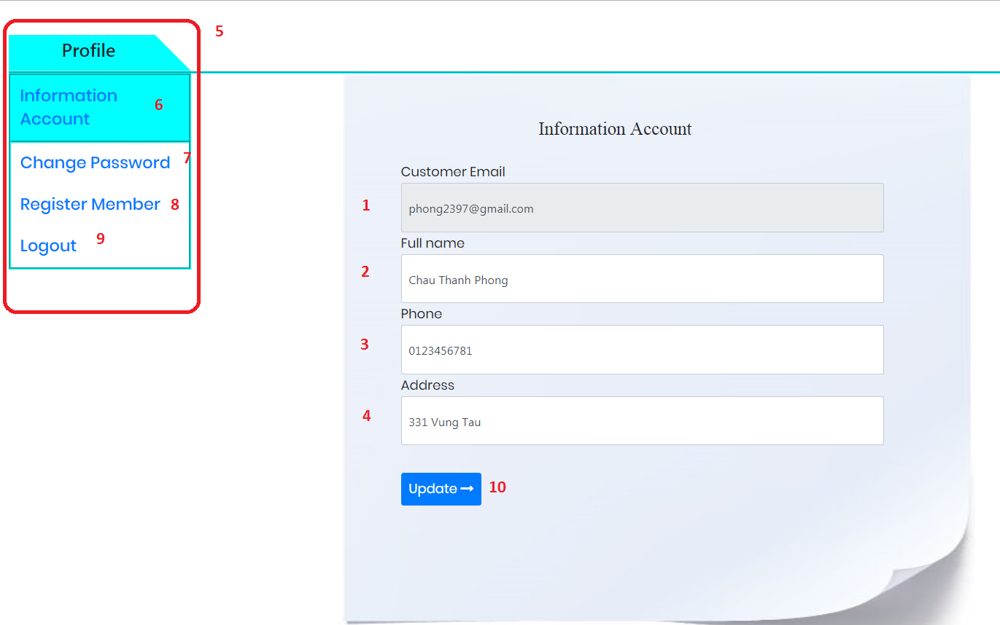 5
Profile
Information
Account
6
Change Password 7
Register Member 8
Logout 9
Information Account
Customer Email
1 phong2397@gmail.com
Full name
2 Chau Thanh Phong
Phone
3 0123456781
Address
4 331 Vung Tau
Update → 10